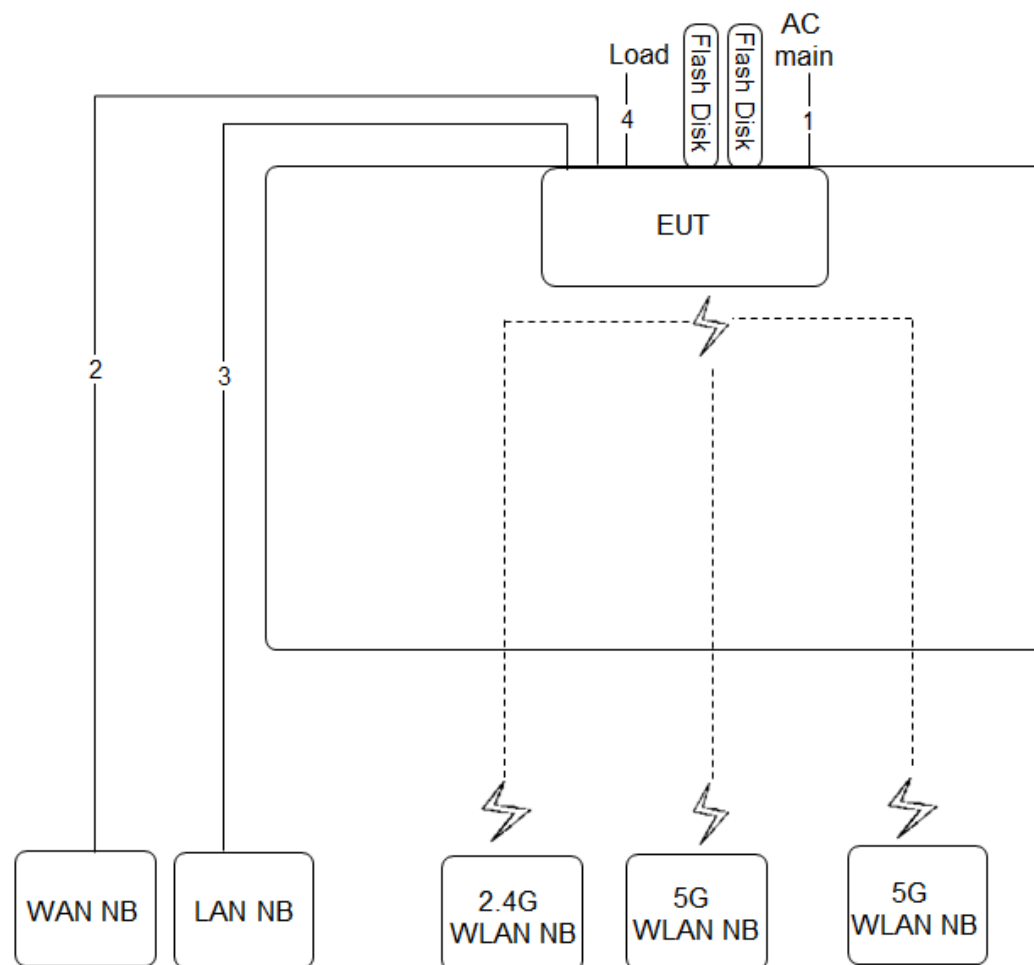 Load
Flash Disk
Flash Disk
AC
main
4
1
EUT
2
3
WAN NB
LAN NB
2.4G
WLAN NB
5G
WLAN NB
5G
WLAN NB